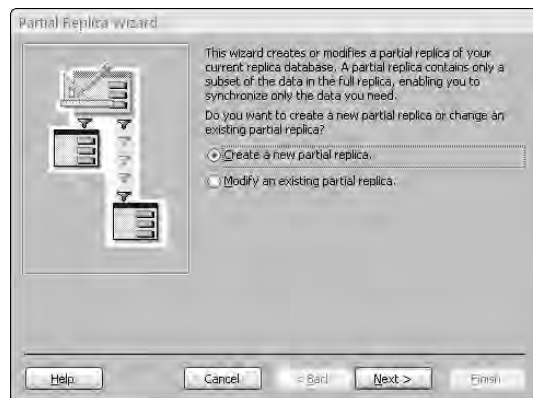 Partial Replica Wizard
This wizard creates or modifies a partial replica of your
current replica database. A partial replica contains only a
subset of the data in the full replica, enabling you to
synchronize only the data you need.
Do you want to create a new partial replica or change an
existing partial replica?
Create a new partial replica.
Modify an existing partial replica.
Help Cancel < Back Next > Finish